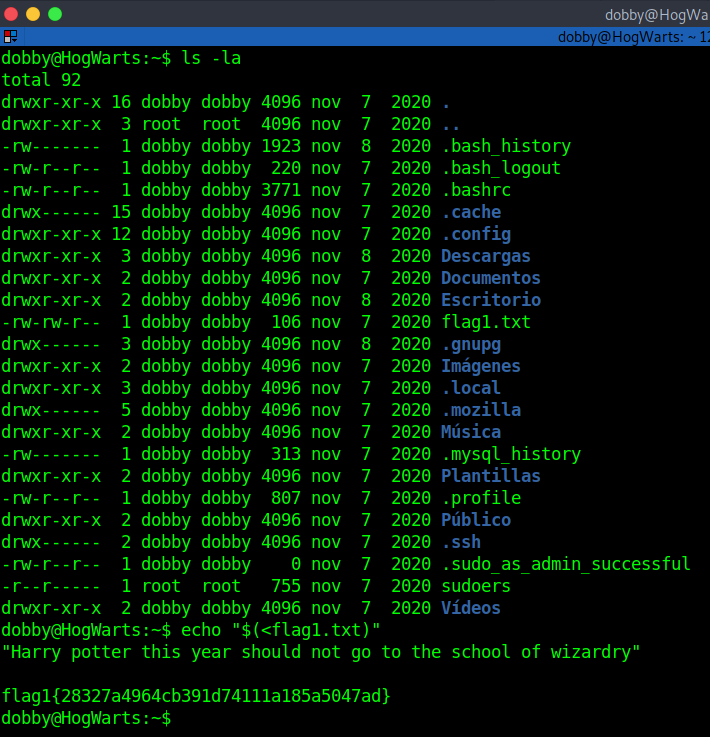 dobby@HogWar
dobby@HogWarts: ~ 12
dobby@HogWarts:~$ ls -la
total 92
drwxr-xr-x 16 dobby dobby 4096 nov  7  2020 .
drwxr-xr-x  3 root  root  4096 nov  7  2020 ..
-rw-------  1 dobby dobby 1923 nov  8  2020 .bash_history
-rw-r--r--  1 dobby dobby  220 nov  7  2020 .bash_logout
-rw-r--r--  1 dobby dobby 3771 nov  7  2020 .bashrc
drwx------ 15 dobby dobby 4096 nov  7  2020 .cache
drwxr-xr-x 12 dobby dobby 4096 nov  7  2020 .config
drwxr-xr-x  3 dobby dobby 4096 nov  8  2020 Descargas
drwxr-xr-x  2 dobby dobby 4096 nov  7  2020 Documentos
drwxr-xr-x  2 dobby dobby 4096 nov  8  2020 Escritorio
-rw-rw-r--  1 dobby dobby  106 nov  7  2020 flag1.txt
drwx------  3 dobby dobby 4096 nov  8  2020 .gnupg
drwxr-xr-x  2 dobby dobby 4096 nov  7  2020 Imágenes
drwxr-xr-x  3 dobby dobby 4096 nov  7  2020 .local
drwx------  5 dobby dobby 4096 nov  7  2020 .mozilla
drwxr-xr-x  2 dobby dobby 4096 nov  7  2020 Música
-rw-------  1 dobby dobby  313 nov  7  2020 .mysql_history
drwxr-xr-x  2 dobby dobby 4096 nov  7  2020 Plantillas
-rw-r--r--  1 dobby dobby  807 nov  7  2020 .profile
drwxr-xr-x  2 dobby dobby 4096 nov  7  2020 Público
drwx------  2 dobby dobby 4096 nov  7  2020 .ssh
-rw-r--r--  1 dobby dobby    0 nov  7  2020 .sudo_as_admin_successful
-r--r-----  1 root  root   755 nov  7  2020 sudoers
drwxr-xr-x  2 dobby dobby 4096 nov  7  2020 Vídeos
dobby@HogWarts:~$ echo "$(<flag1.txt)"
"Harry potter this year should not go to the school of wizardry"
flag1{28327a4964cb391d74111a185a5047ad}
dobby@HogWarts:~$